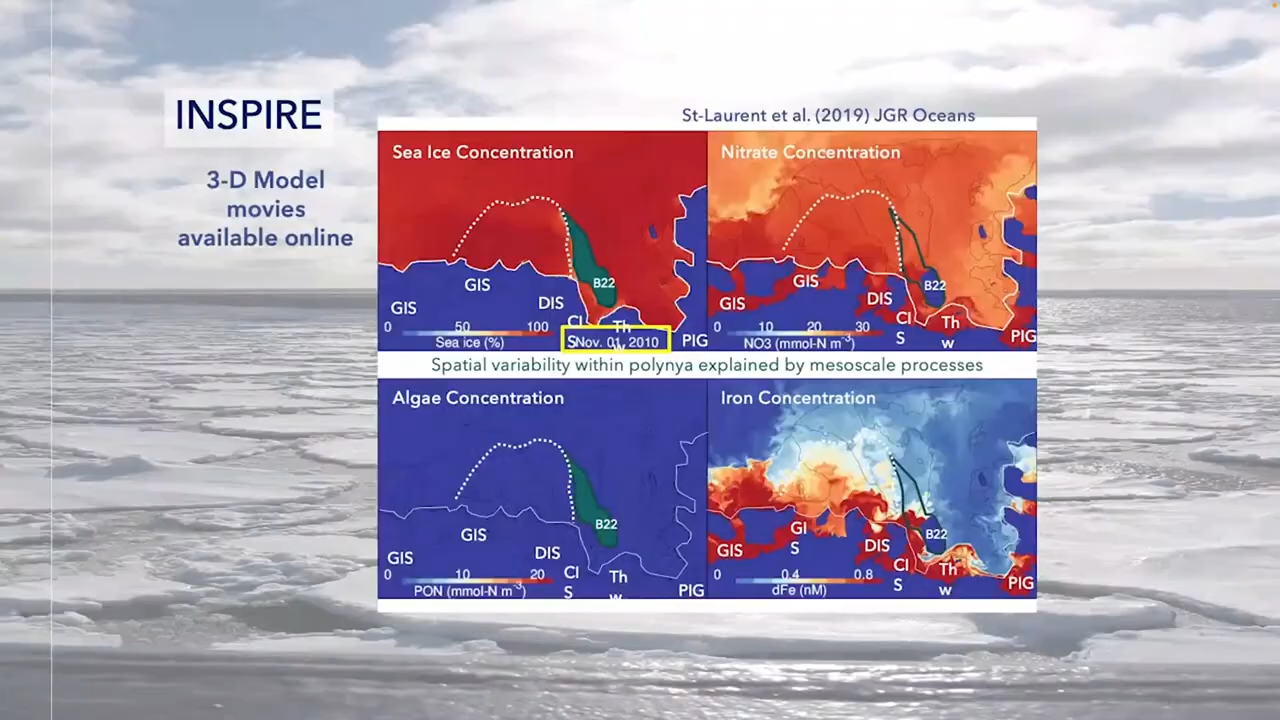 INSPIRE
3-D Model
movies
available online
St-Laurent et al. (2019) JGR Oceans
Sea Ice Concentration
GIS
GIS
DIS
CI
S
Th
w
PIG
B22
0 50 100
Sea ice (%)
Nov. 01, 2010
Nitrate Concentration
GIS
GIS
DIS
CI
S
Th
w
PIG
B22
0 10 20 30
NO3 (mmol-N m⁻³)
Spatial variability within polynya explained by mesoscale processes
Algae Concentration
B22
GIS
GIS
DIS
CI
S
Th
w
PIG
0 10 20
PON (mmol-N m⁻³)
Iron Concentration
B22
GIS
GI
S
DIS
CI
S
Th
w
PIG
0 0.4 0.8
dFe (nM)